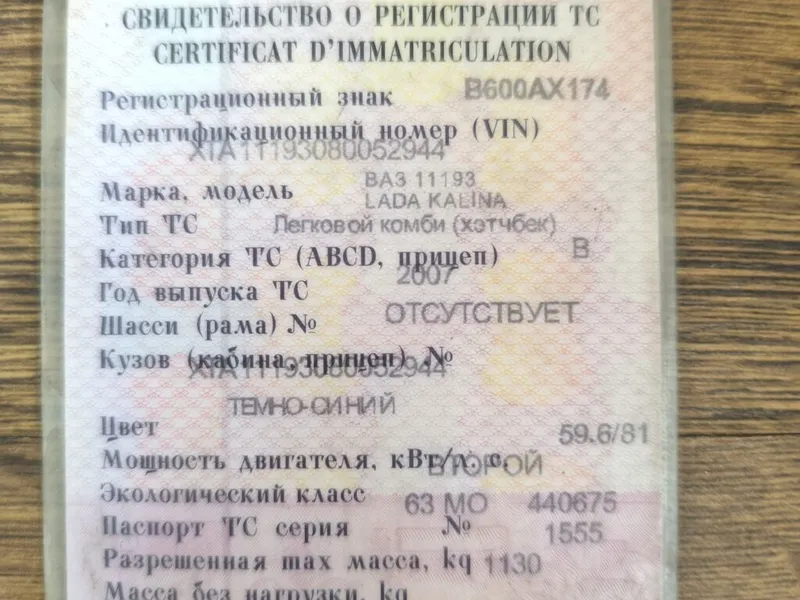 СВИДЕТЕЛЬСТВО О РЕГИСТРАЦИИ ТС
CERTIFICAT D'IMMATRICULATION
Регистрационный знак В600АХ174
Идентификационный номер (VIN)
ХТА11193080052944
Марка, модель ВАЗ 11193
LADA KALINA
Тип ТС Легковой комби (хэтчбек)
Категория ТС (ABCD, прицеп) В
2007
Год выпуска ТС
Шасси (рама) № ОТСУТСТВУЕТ
Кузов (кабина, прицеп) №
ХТА11193080052944
ТЕМНО-СИНИЙ
Цвет
59.6/81
Мощность двигателя, кВт/л. с.
ВТОРОЙ
Экологический класс
63 МО 440675
Паспорт ТС серия №
1555
Разрешенная max масса, kg 1130
Масса без нагрузки, kg